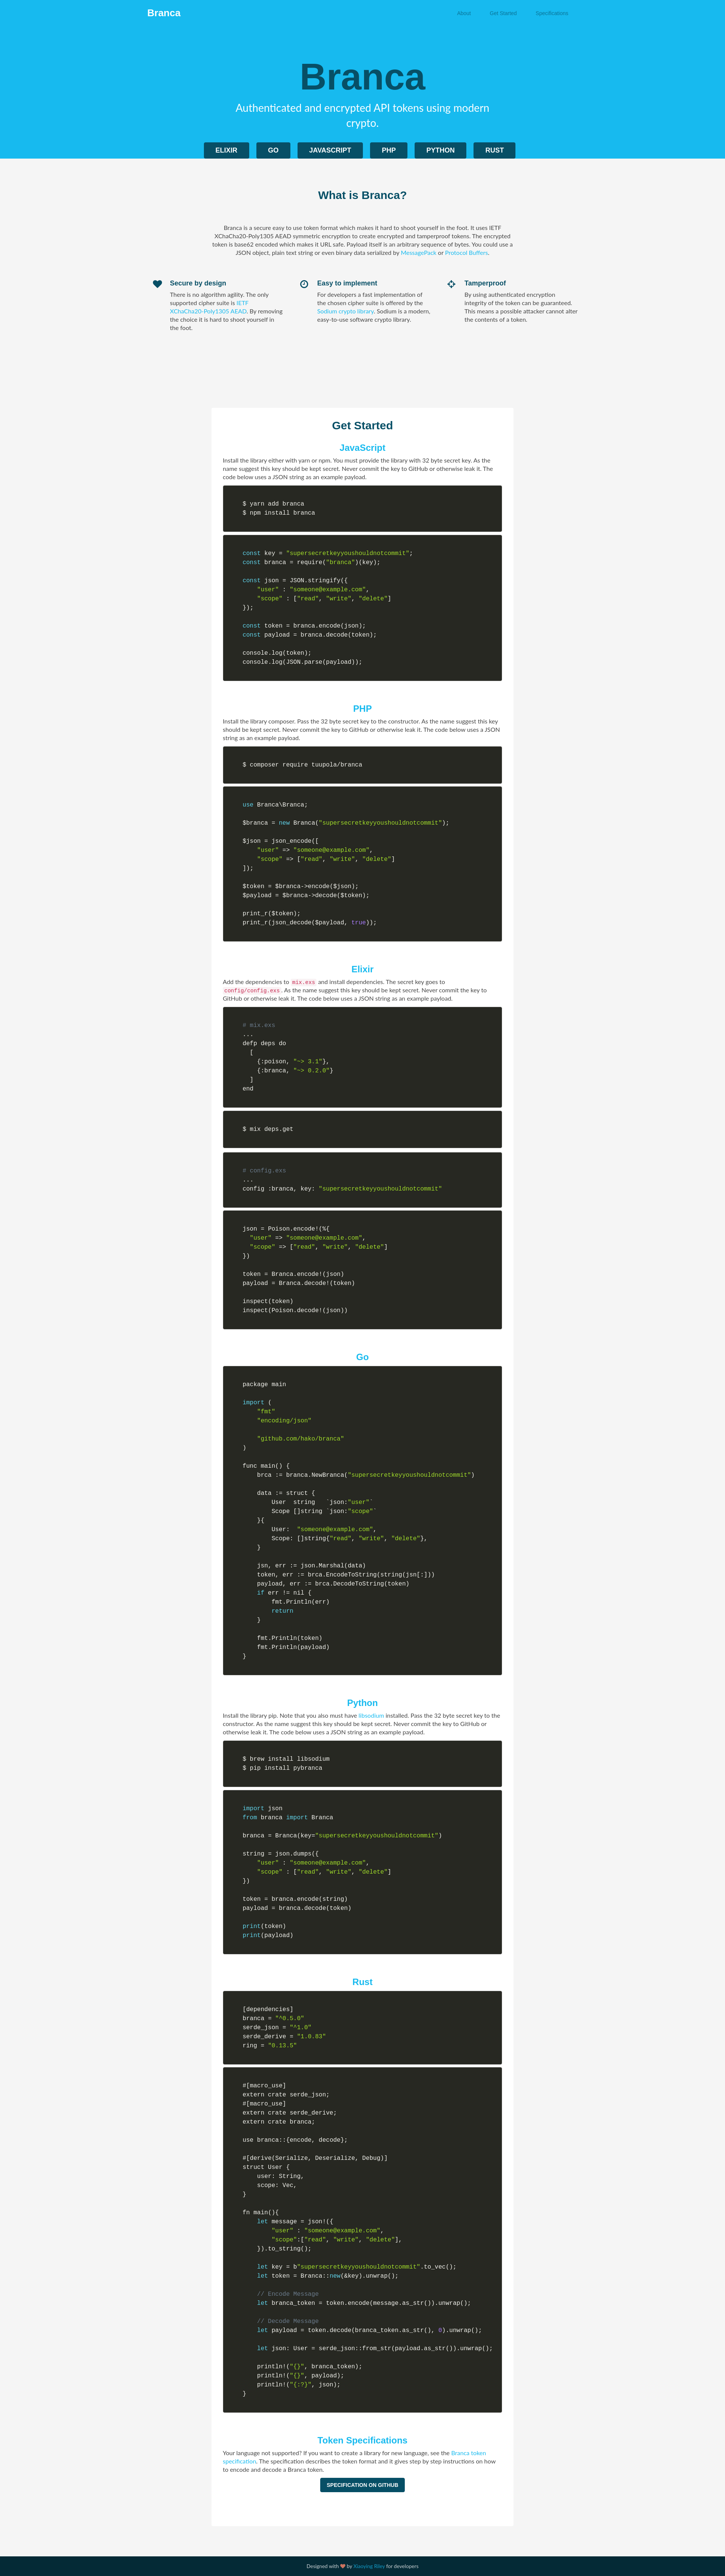 Branca
About Get Started Specifications
Branca
Authenticated and encrypted API tokens using modern
crypto.
ELIXIR GO JAVASCRIPT PHP PYTHON RUST
What is Branca?
Branca is a secure easy to use token format which makes it hard to shoot yourself in the foot. It uses IETF
XChaCha20-Poly1305 AEAD symmetric encryption to create encrypted and tamperproof tokens. The encrypted
token is base62 encoded which makes it URL safe. Payload itself is an arbitrary sequence of bytes. You could use a
JSON object, plain text string or even binary data serialized by MessagePack or Protocol Buffers.
Secure by design
There is no algorithm agility. The only
supported cipher suite is IETF
XChaCha20-Poly1305 AEAD. By removing
the choice it is hard to shoot yourself in
the foot.
Easy to implement
For developers a fast implementation of
the chosen cipher suite is offered by the
Sodium crypto library. Sodium is a modern,
easy-to-use software crypto library.
Tamperproof
By using authenticated encryption
integrity of the token can be guaranteed.
This means a possible attacker cannot alter
the contents of a token.
Get Started
JavaScript
Install the library either with yarn or npm. You must provide the library with 32 byte secret key. As the
name suggest this key should be kept secret. Never commit the key to GitHub or otherwise leak it. The
code below uses a JSON string as an example payload.
$ yarn add branca
$ npm install branca
const key = "supersecretkeyyoushouldnotcommit";
const branca = require("branca")(key);
const json = JSON.stringify({
"user" : "someone@example.com",
"scope" : ["read", "write", "delete"]
});
const token = branca.encode(json);
const payload = branca.decode(token);
console.log(token);
console.log(JSON.parse(payload));
PHP
Install the library composer. Pass the 32 byte secret key to the constructor. As the name suggest this key
should be kept secret. Never commit the key to GitHub or otherwise leak it. The code below uses a JSON
string as an example payload.
$ composer require tuupola/branca
use Branca\Branca;
$branca = new Branca("supersecretkeyyoushouldnotcommit");
$json = json_encode([
"user" => "someone@example.com",
"scope" => ["read", "write", "delete"]
]);
$token = $branca->encode($json);
$payload = $branca->decode($token);
print_r($token);
print_r(json_decode($payload, true));
Elixir
Add the dependencies to mix.exs and install dependencies. The secret key goes to
config/config.exs. As the name suggest this key should be kept secret. Never commit the key to
GitHub or otherwise leak it. The code below uses a JSON string as an example payload.
# mix.exs
...
defp deps do
[
{:poison, "~> 3.1"},
{:branca, "~> 0.2.0"}
]
end
$ mix deps.get
# config.exs
...
config :branca, key: "supersecretkeyyoushouldnotcommit"
json = Poison.encode!(%{
"user" => "someone@example.com",
"scope" => ["read", "write", "delete"]
})
token = Branca.encode!(json)
payload = Branca.decode!(token)
inspect(token)
inspect(Poison.decode!(json))
Go
package main
import (
"fmt"
"encoding/json"
"github.com/hako/branca"
)
func main() {
brca := branca.NewBranca("supersecretkeyyoushouldnotcommit")
data := struct {
User string `json:"user"`
Scope []string `json:"scope"`
}{
User: "someone@example.com",
Scope: []string{"read", "write", "delete"},
}
jsn, err := json.Marshal(data)
token, err := brca.EncodeToString(string(jsn[:]))
payload, err := brca.DecodeToString(token)
if err != nil {
fmt.Println(err)
return
}
fmt.Println(token)
fmt.Println(payload)
}
Python
Install the library pip. Note that you also must have libsodium installed. Pass the 32 byte secret key to the
constructor. As the name suggest this key should be kept secret. Never commit the key to GitHub or
otherwise leak it. The code below uses a JSON string as an example payload.
$ brew install libsodium
$ pip install pybranca
import json
from branca import Branca
branca = Branca(key="supersecretkeyyoushouldnotcommit")
string = json.dumps({
"user" : "someone@example.com",
"scope" : ["read", "write", "delete"]
})
token = branca.encode(string)
payload = branca.decode(token)
print(token)
print(payload)
Rust
[dependencies]
branca = "^0.5.0"
serde_json = "^1.0"
serde_derive = "1.0.83"
ring = "0.13.5"
#[macro_use]
extern crate serde_json;
#[macro_use]
extern crate serde_derive;
extern crate branca;
use branca::{encode, decode};
#[derive(Serialize, Deserialize, Debug)]
struct User {
user: String,
scope: Vec,
}
fn main(){
let message = json!({
"user" : "someone@example.com",
"scope":["read", "write", "delete"],
}).to_string();
let key = b"supersecretkeyyoushouldnotcommit".to_vec();
let token = Branca::new(&key).unwrap();
// Encode Message
let branca_token = token.encode(message.as_str()).unwrap();
// Decode Message
let payload = token.decode(branca_token.as_str(), 0).unwrap();
let json: User = serde_json::from_str(payload.as_str()).unwrap();
println!("{}", branca_token);
println!("{}", payload);
println!("{:?}", json);
}
Token Specifications
Your language not supported? If you want to create a library for new language, see the Branca token
specification. The specification describes the token format and it gives step by step instructions on how
to encode and decode a Branca token.
SPECIFICATION ON GITHUB
Designed with by Xiaoying Riley for developers